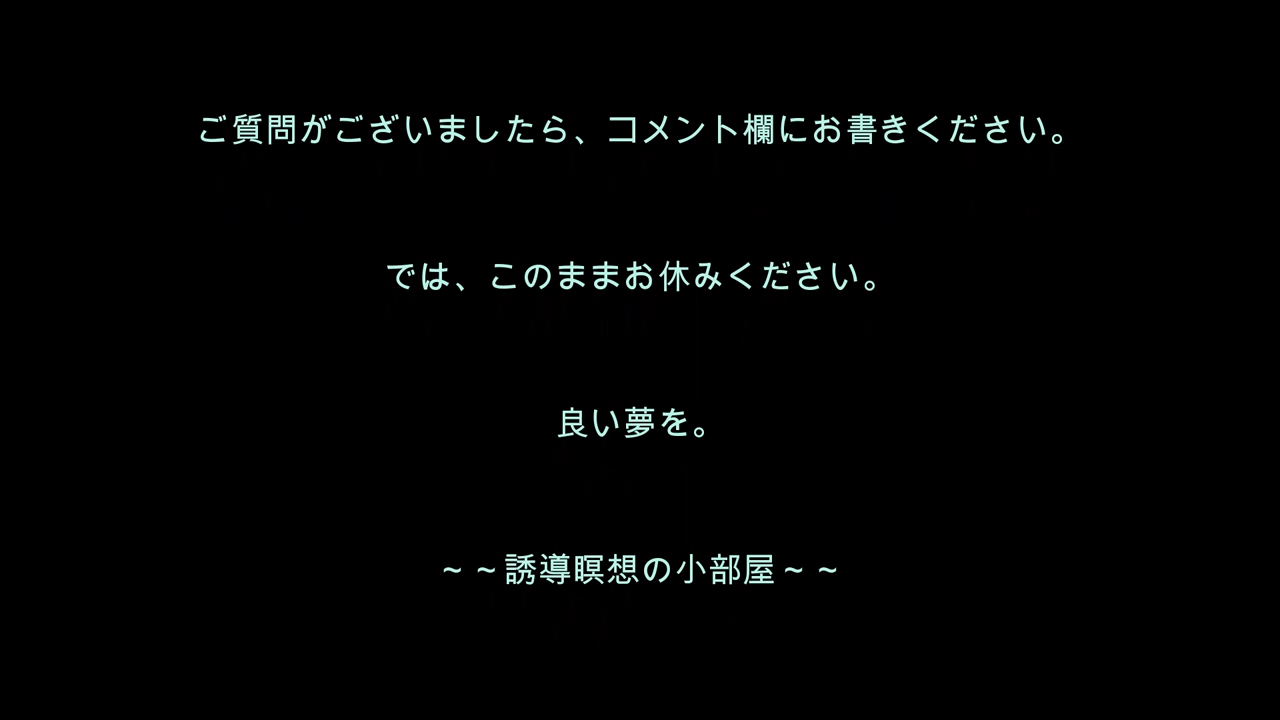 ご質問がございましたら、コメント欄にお書きください。
では、このままお休みください。
良い夢を。
~~誘導瞑想の小部屋~~